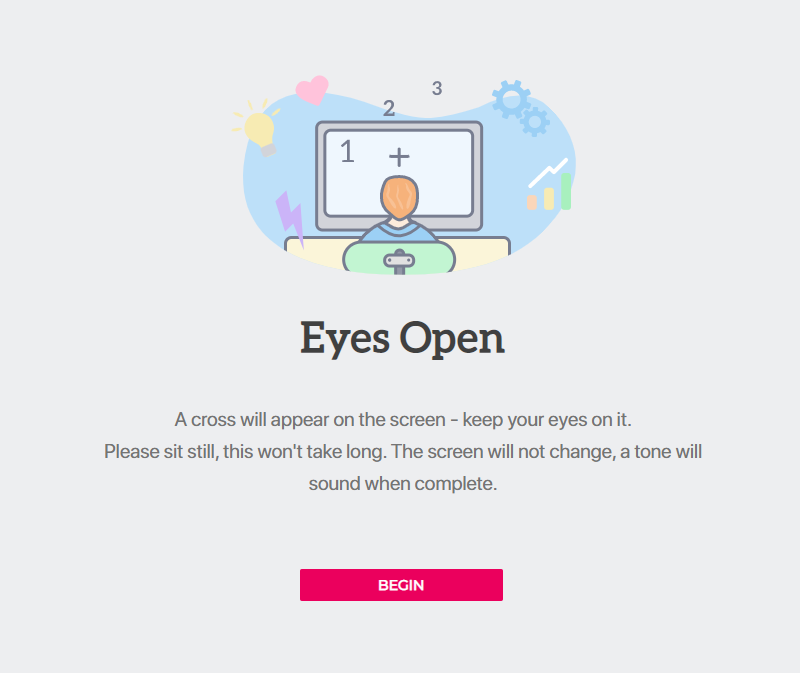 3
2
1 +
Eyes Open
A cross will appear on the screen - keep your eyes on it.
Please sit still, this won't take long. The screen will not change, a tone will
sound when complete.
BEGIN